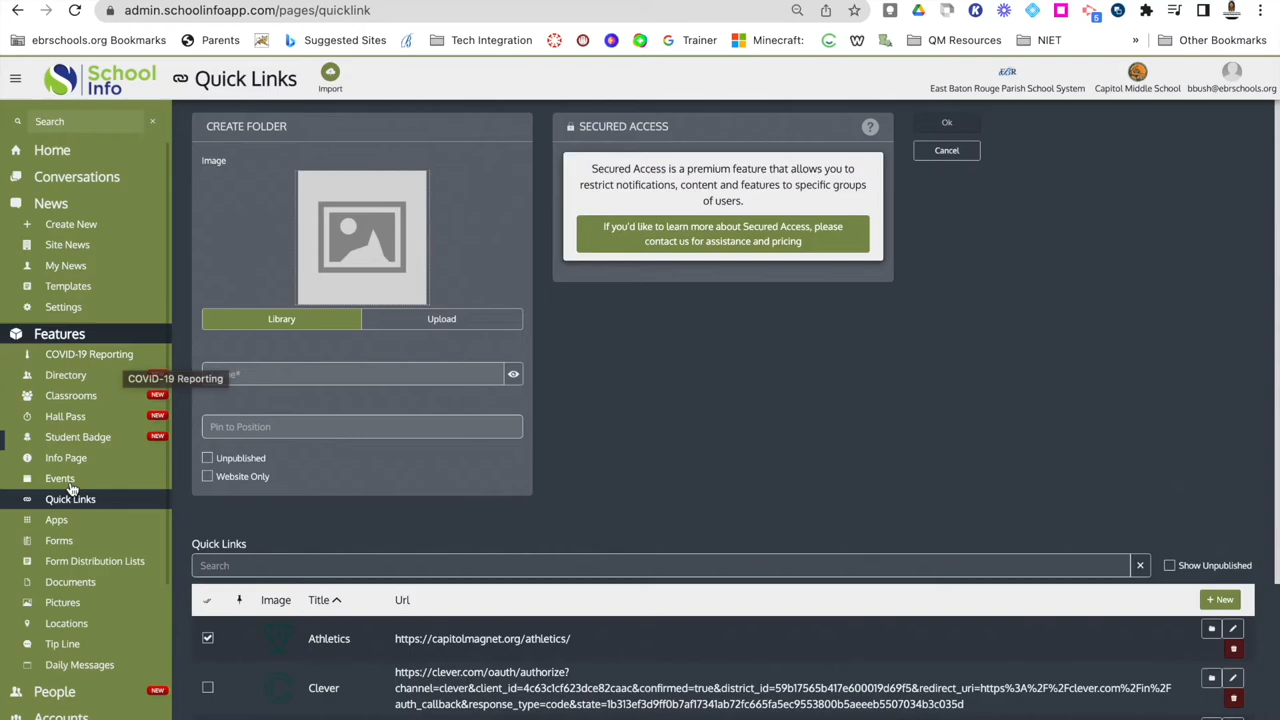 admin.schoolinfoapp.com/pages/quicklink
5
ebrschools.org Bookmarks
Parents
Suggested Sites
Tech Integration
Trainer
Minecraft:
QM Resources
NIET
»
Other Bookmarks
School Info
Quick Links
Import
EBR
East Baton Rouge Parish School System
Capitol Middle School
bbush@ebrschools.org
Search
Home
Conversations
News
Create New
Site News
My News
Templates
Settings
Features
COVID-19 Reporting
Directory
COVID-19 Reporting
Classrooms NEW
Hall Pass NEW
Student Badge NEW
Info Page
Events
Quick Links
Apps
Forms
Form Distribution Lists
Documents
Pictures
Locations
Tip Line
Daily Messages
People NEW
Accounts
CREATE FOLDER
Image
Library
Upload
Pin to Position
Unpublished
Website Only
SECURED ACCESS
?
Secured Access is a premium feature that allows you to
restrict notifications, content and features to specific groups
of users.
If you'd like to learn more about Secured Access, please
contact us for assistance and pricing
Ok
Cancel
Quick Links
Search
Show Unpublished
Image
Title
Url
+ New
Athletics
https://capitolmagnet.org/athletics/
Clever
https://clever.com/oauth/authorize?
channel=clever&client_id=4c63c1cf623dce82caac&confirmed=true&district_id=59b17565b417e600019d69f5&redirect_uri=https%3A%2F%2Fclever.com%2Fin%2F
auth_callback&response_type=code&state=1b313ef3d9ff0b7af17341ab72fc665fa5ec9553800b5aeeeb5507034b3c035d